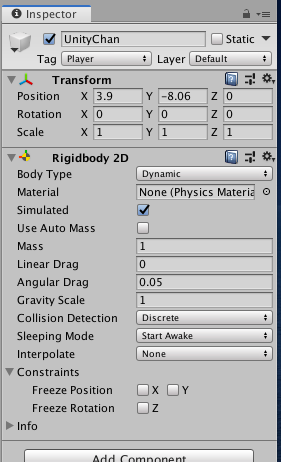 Inspector
UnityChan Static
Tag Player Layer Default
Transform
Position X 3.9 Y -8.06 Z 0
Rotation X 0 Y 0 Z 0
Scale X 1 Y 1 Z 1
Rigidbody 2D
Body Type Dynamic
Material None (Physics Materia
Simulated
Use Auto Mass
Mass 1
Linear Drag 0
Angular Drag 0.05
Gravity Scale 1
Collision Detection Discrete
Sleeping Mode Start Awake
Interpolate None
Constraints
Freeze Position X Y
Freeze Rotation Z
Info
Add Component